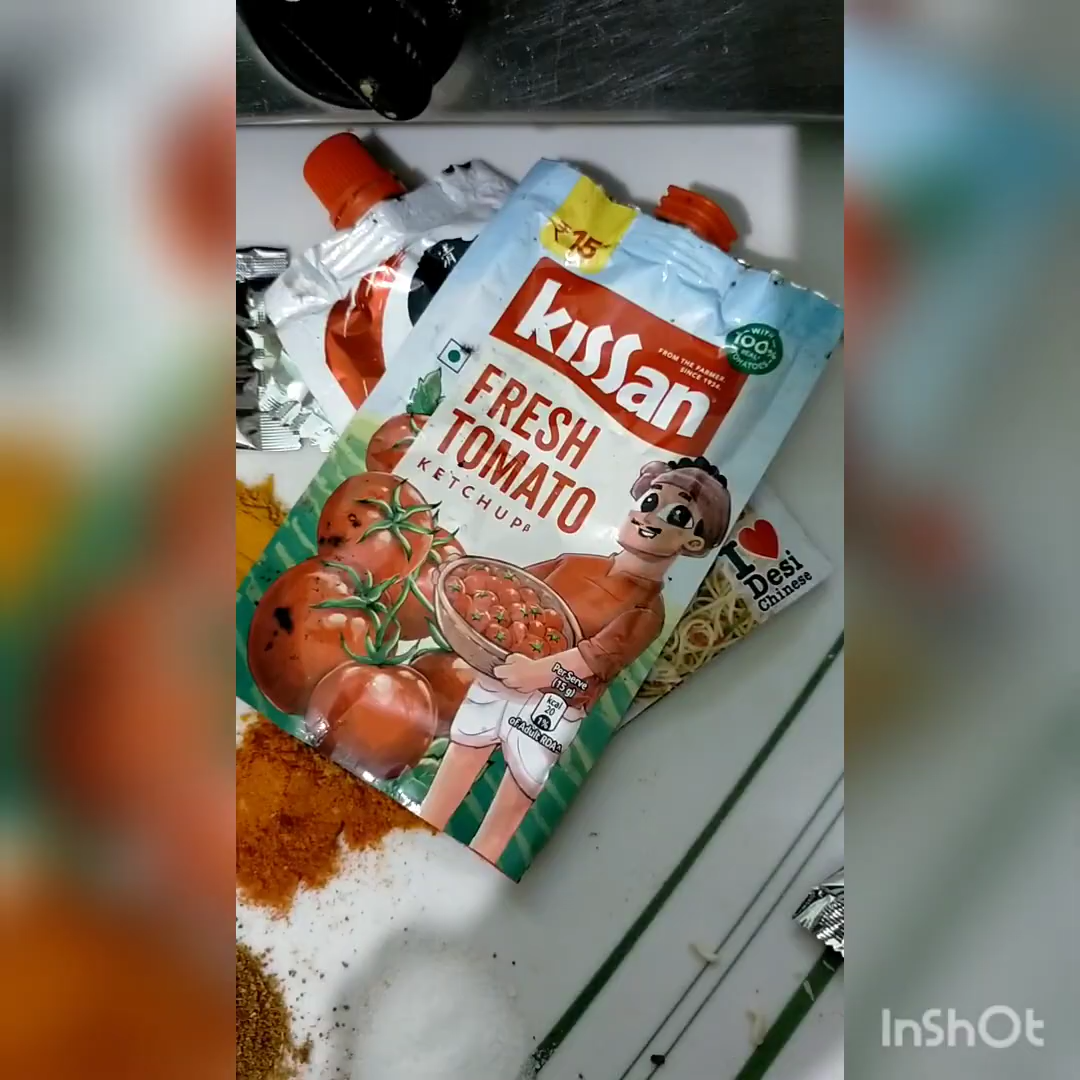 ₹15
kissan
FROM THE FARMER.
SINCE 1934.
WITH
100%
REAL
TOMATOES
FRESH
TOMATO
KETCHUPβ
I
Desi
Chinese
Per Serve
(15 g)
kcal
20
1%
of Adult RDA
InShOt